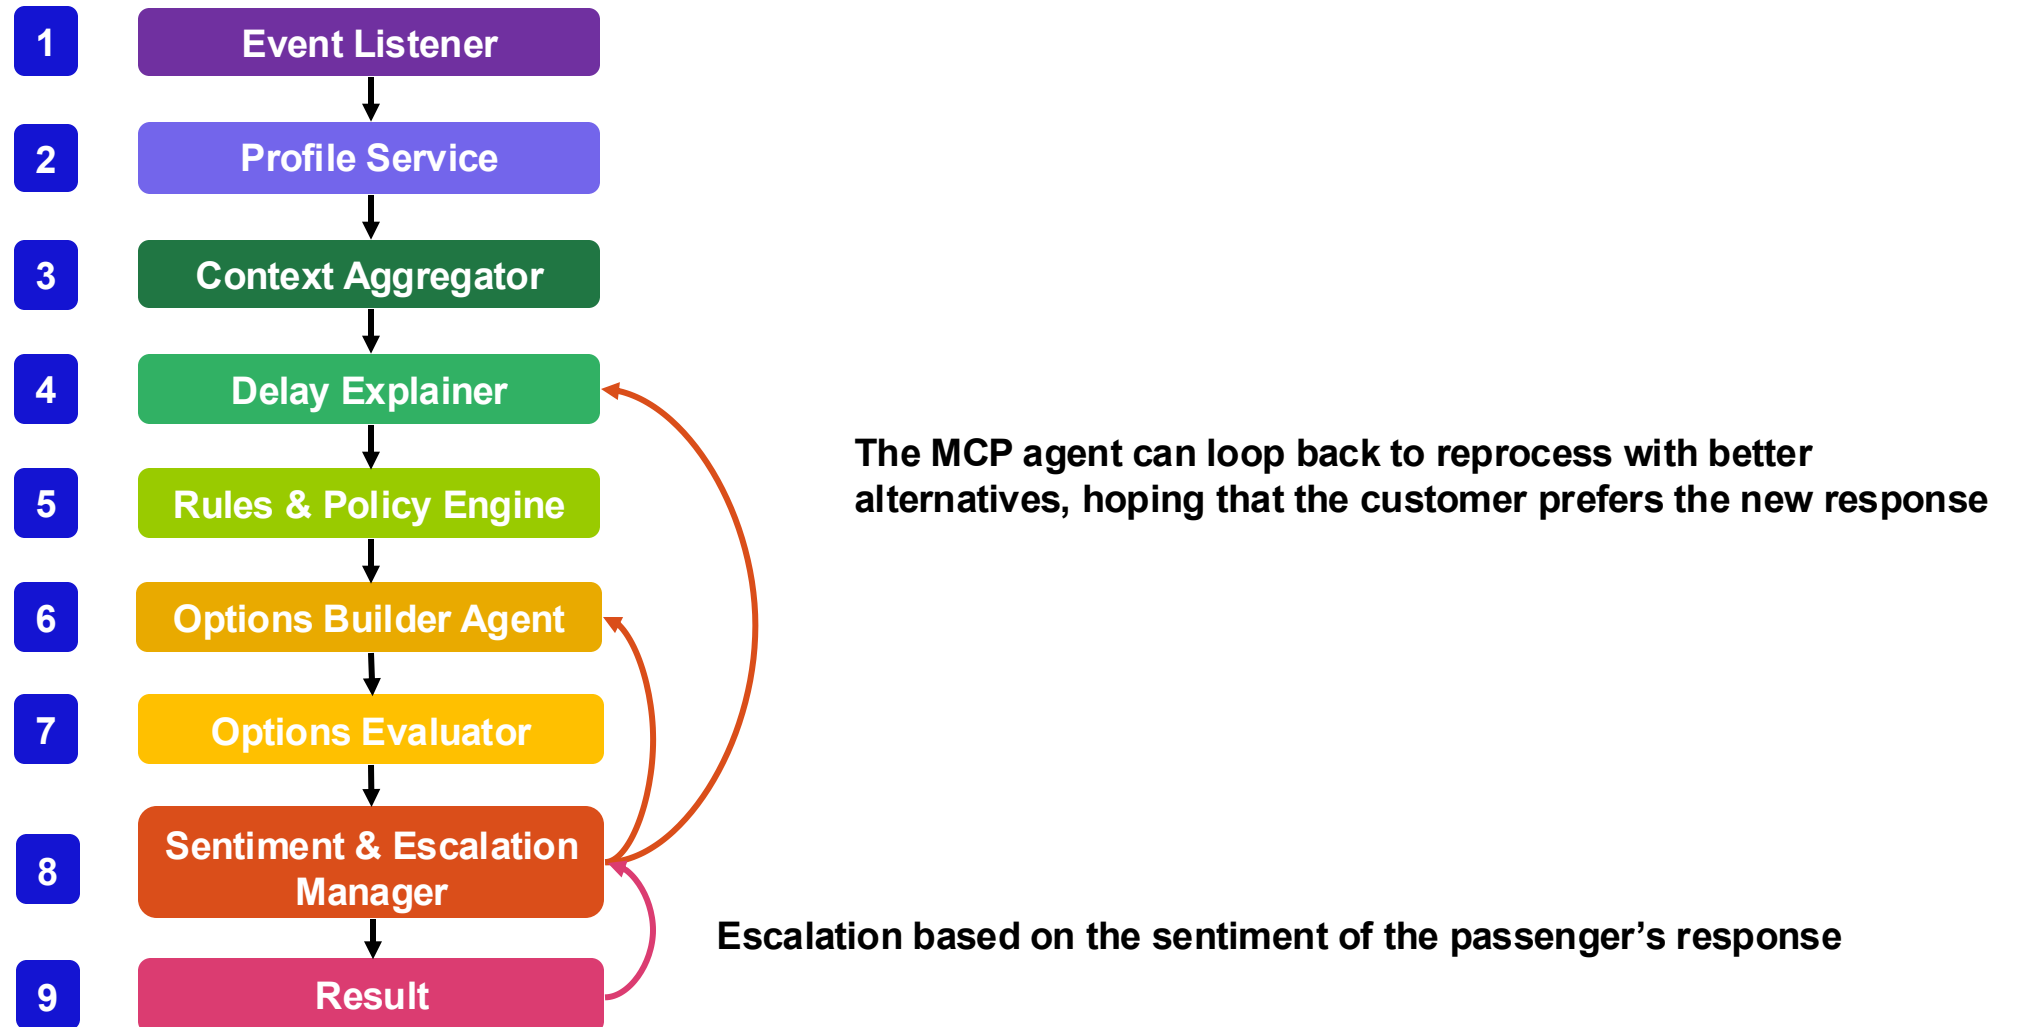 1
Event Listener
2
Profile Service
3
Context Aggregator
4
Delay Explainer
The MCP agent can loop back to reprocess with better
alternatives, hoping that the customer prefers the new response
5
Rules & Policy Engine
6
Options Builder Agent
7
Options Evaluator
8
Sentiment & Escalation
Manager
Escalation based on the sentiment of the passenger’s response
9
Result